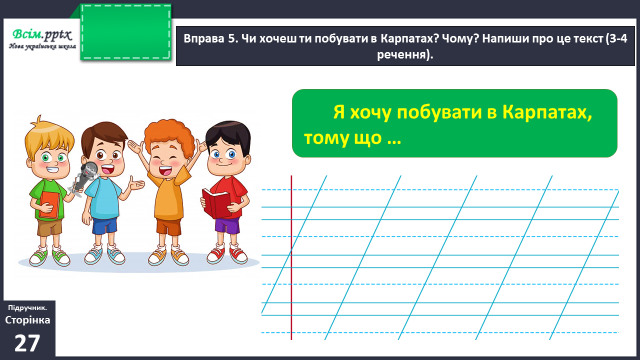 Всім.pptx
Нова українська школа
Вправа 5. Чи хочеш ти побувати в Карпатах? Чому? Напиши про це текст (3-4
речення).
Я хочу побувати в Карпатах,
тому що ...
Підручник.
Сторінка
27